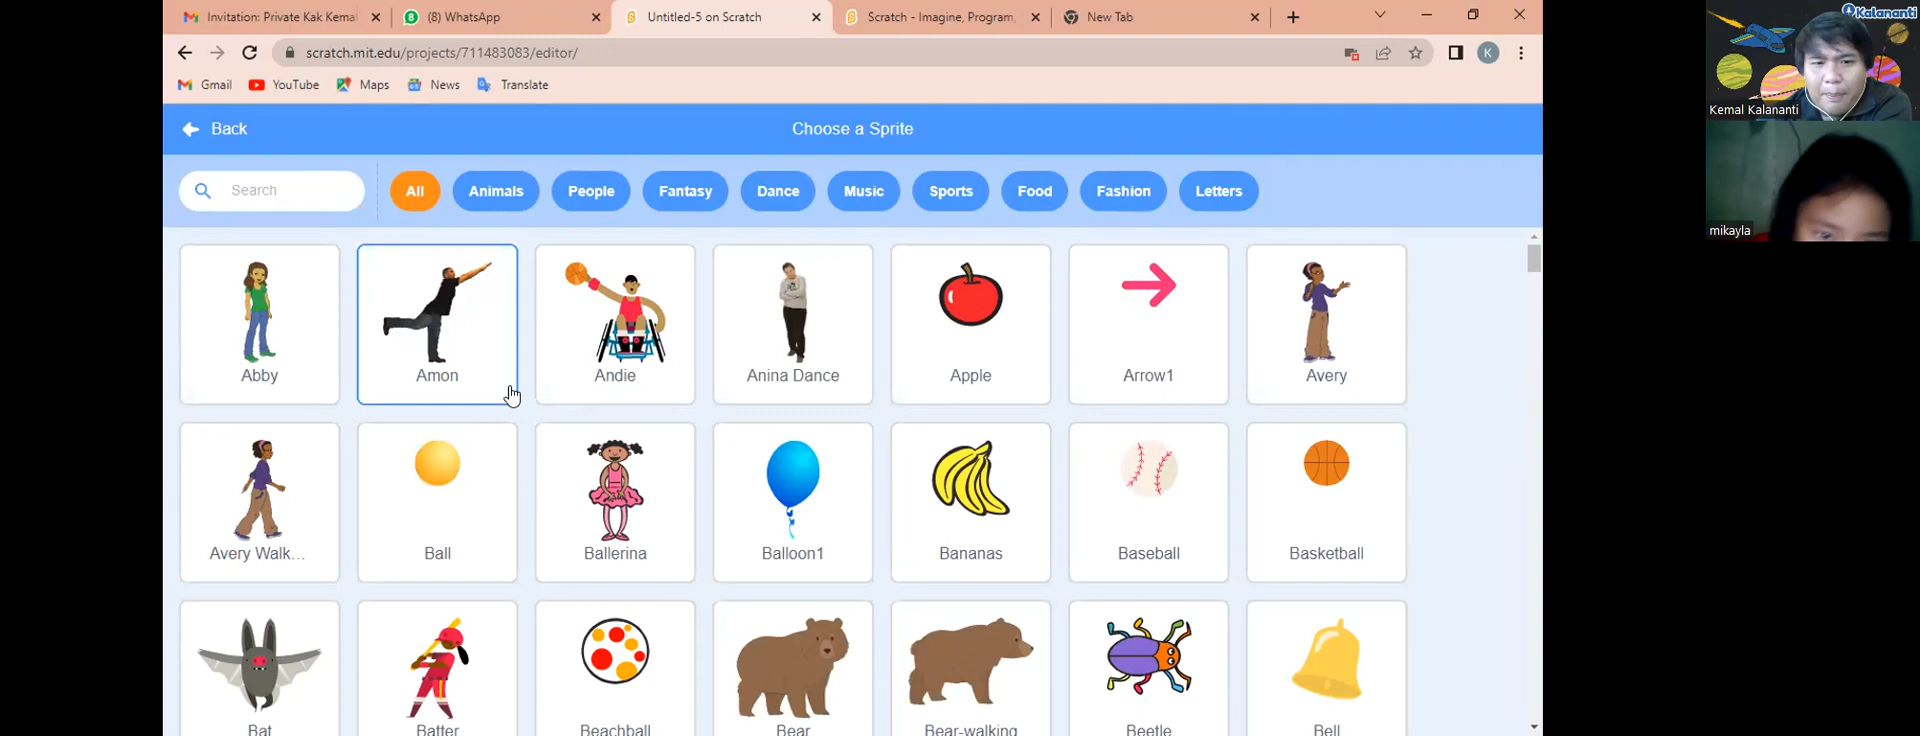 Invitation: Private Kak Kemal
(8) WhatsApp
Untitled-5 on Scratch
Scratch - Imagine, Program,
New Tab
scratch.mit.edu/projects/711483083/editor/
K
Gmail
YouTube
Maps
News
Translate
Back
Choose a Sprite
Search
All
Animals
People
Fantasy
Dance
Music
Sports
Food
Fashion
Letters
Abby
Amon
Andie
Anina Dance
Apple
Arrow1
Avery
Avery Walk...
Ball
Ballerina
Balloon1
Bananas
Baseball
Basketball
Bat
Batter
Beachball
Bear
Bear-walking
Beetle
Bell
Kalananti
Kemal Kalananti
mikayla